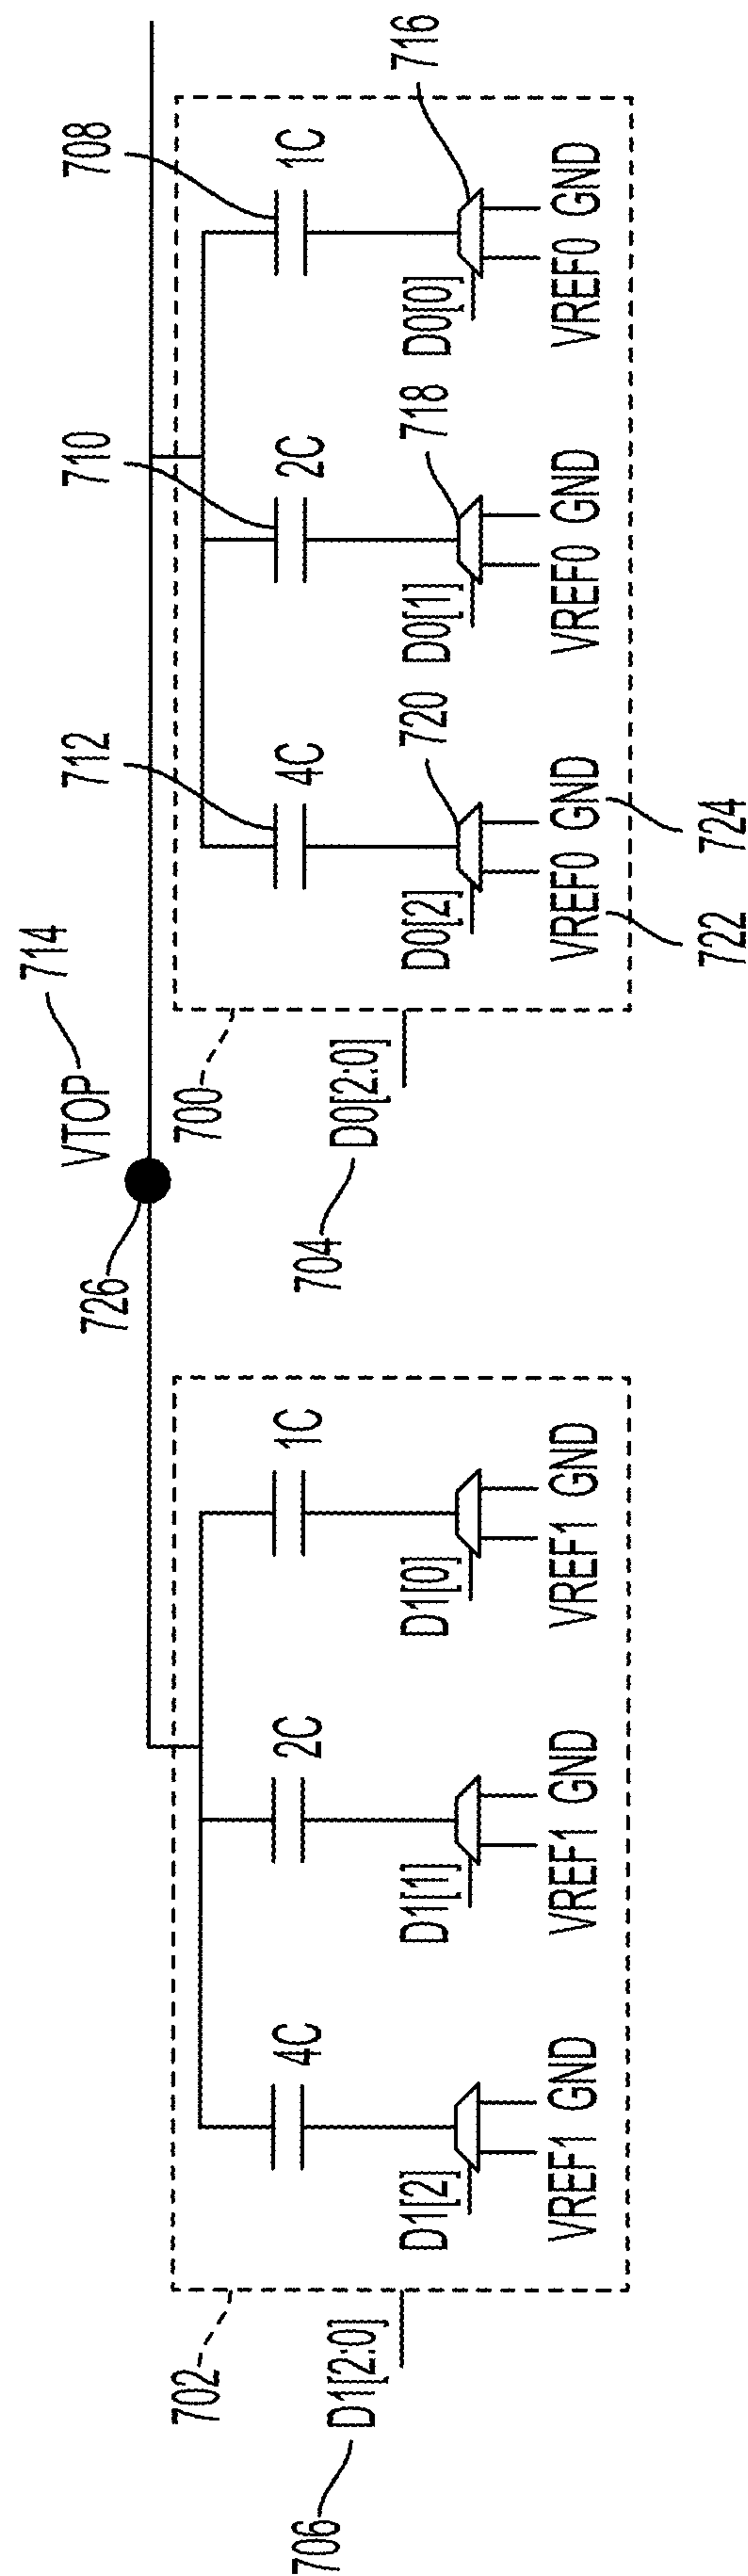 714
VTOP
726
712
710
708
4C
2C
1C
4C
2C
1C
702
700
716
718
720
D1[2]
D1[1]
D1[0]
D0[2]
D0[1]
D0[0]
706
D1[2:0]
704
D0[2:0]
VREF1 GND
VREF1 GND
VREF1 GND
VREF0 GND
VREF0 GND
VREF0 GND
722
724